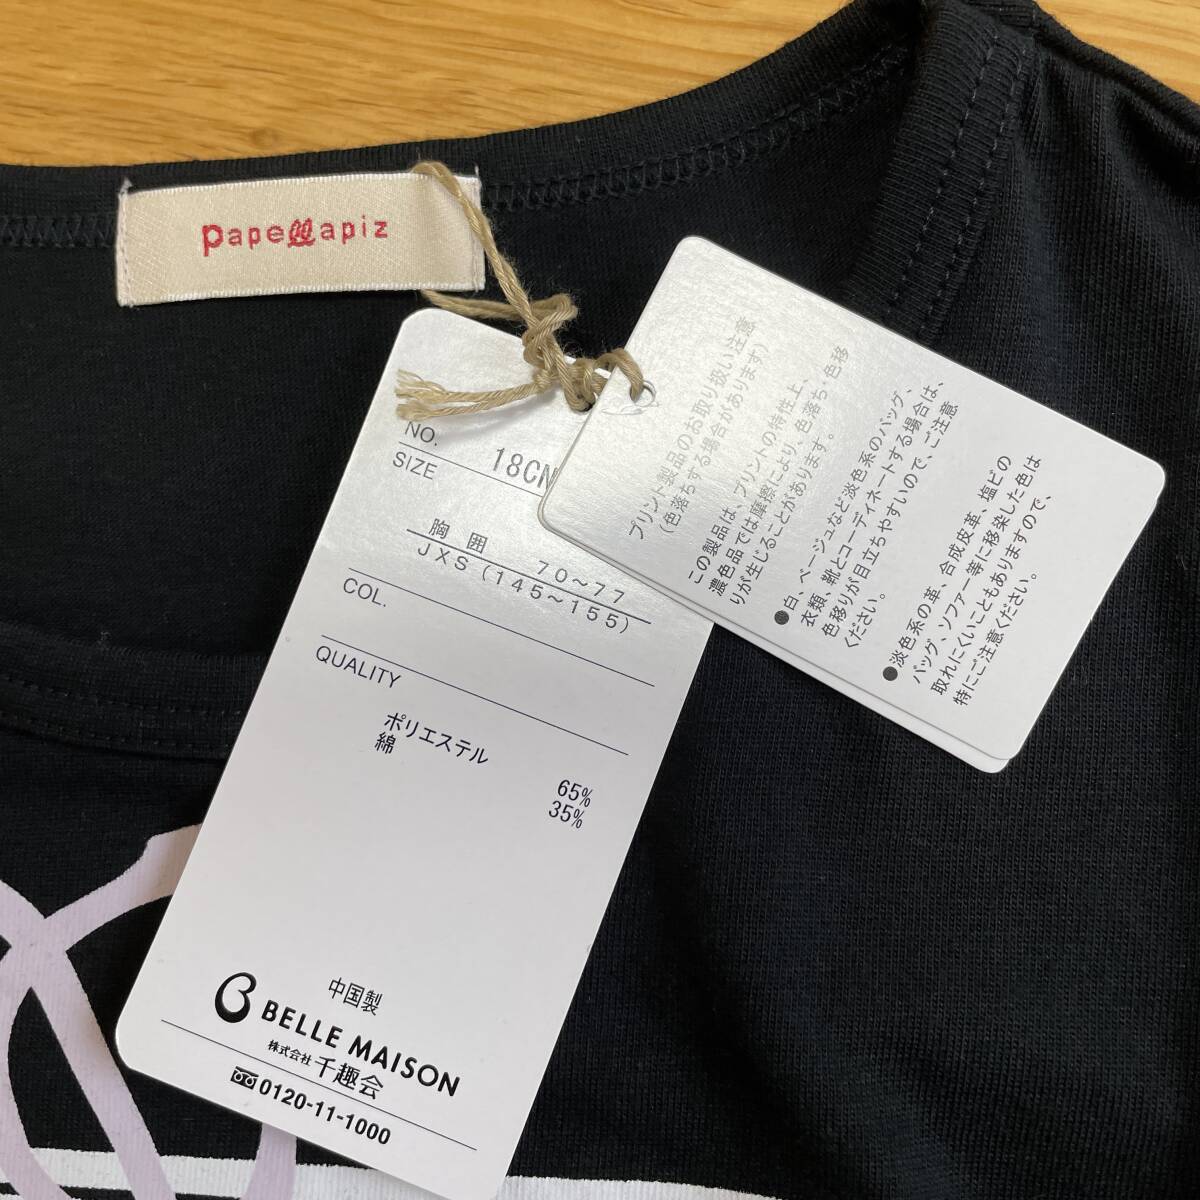 papellapiz
NO. 18CN
SIZE
胸囲 70～77
JXS(145～155)
COL.
QUALITY
ポリエステル 65%
綿 35%
中国製
BELLE MAISON
株式会社千趣会
0120-11-1000
プリント製品のお取り扱い注意
(色落ちする場合があります)
この製品は、プリントの特性上、
濃色品では摩擦により、色落ち・色移
りが生じることがあります。
●白、ベージュなど淡色系のバッグ、
衣類、靴とコーディネートする場合は、
色移りが目立ちやすいので、ご注意
ください。
●淡色系の革、合成皮革、塩ビの
バッグ、ソファー等に移染した色は
取れにくいこともありますので、
特にご注意ください。